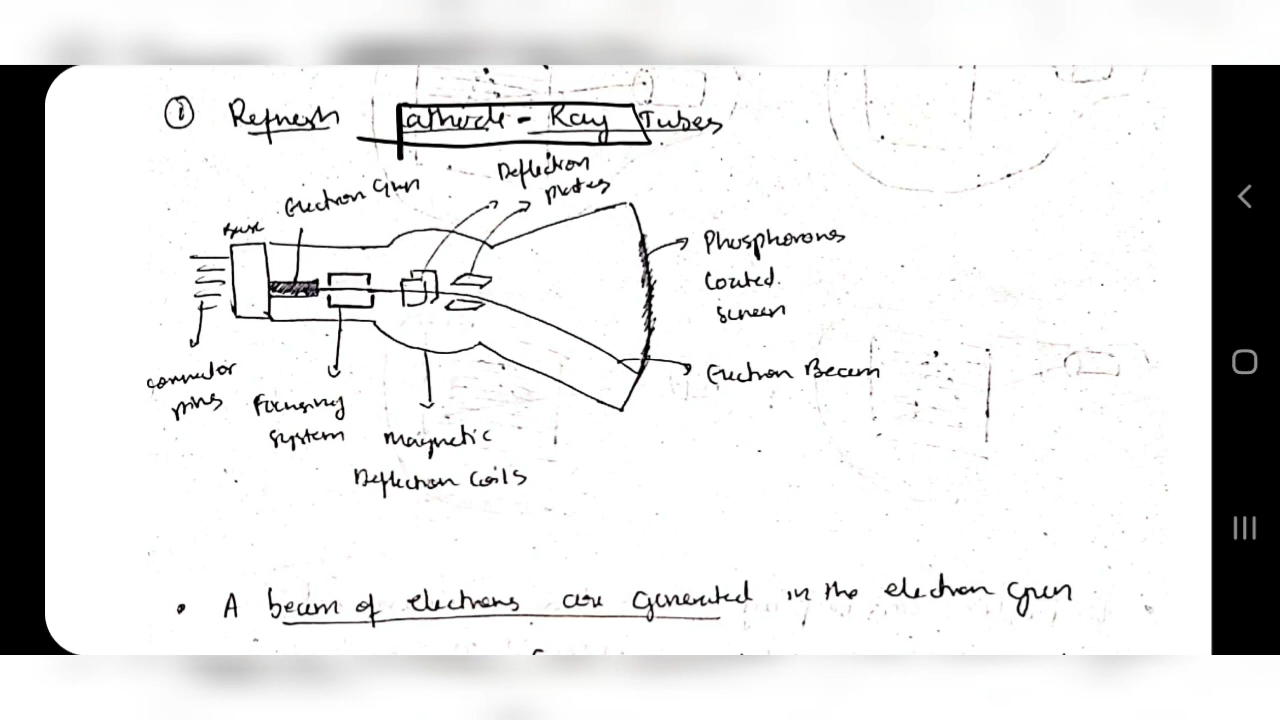 ① Refresh Cathode - Ray Tubes
Deflection
plates
Electron Gun
Base
Phosphorous
Coated
screen
Electron Beam
connector
pins
Focusing
system
Magnetic
Deflection Coils
• A beam of electrons are generated in the electron gun